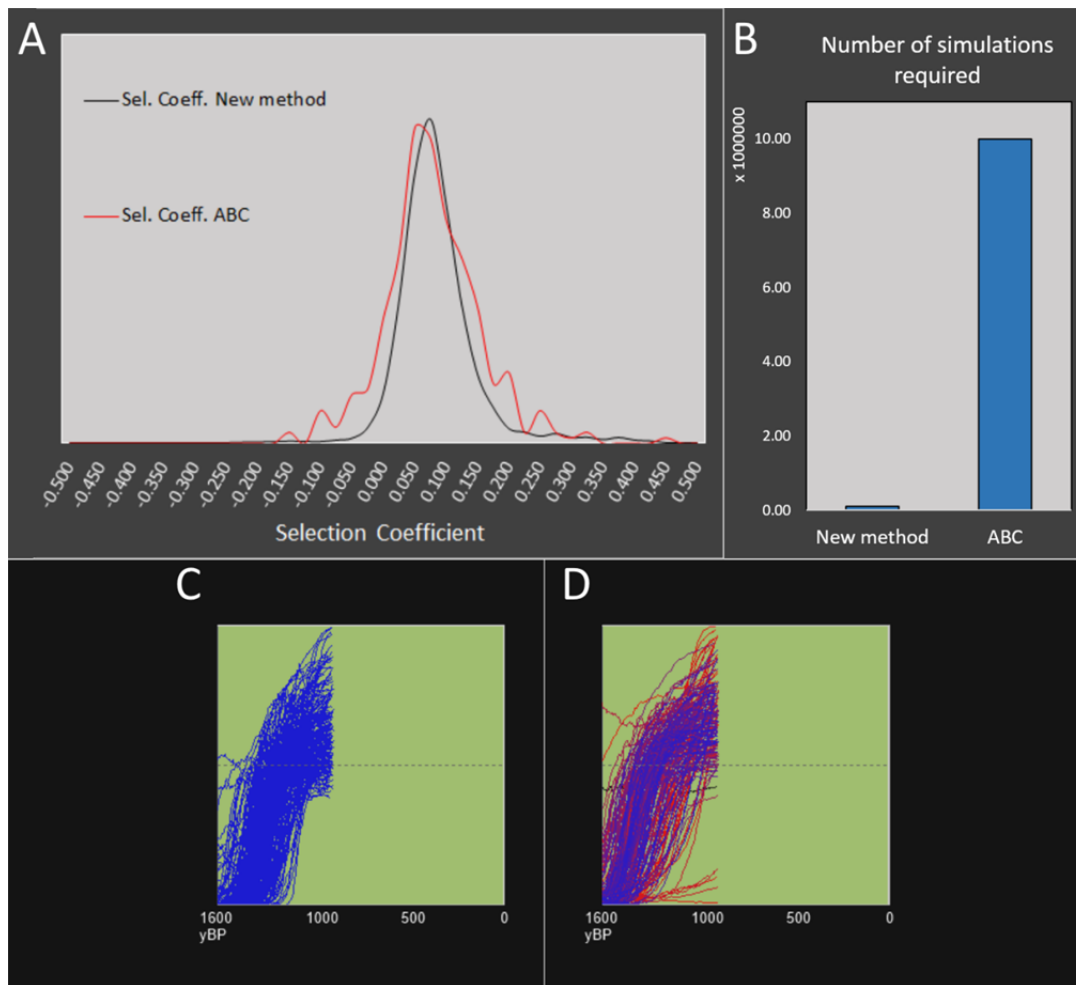 A
Sel. Coeff. New method
Sel. Coeff. ABC
-0.500
-0.450
-0.400
-0.350
-0.300
-0.250
-0.200
-0.150
-0.100
-0.050
0.000
0.050
0.100
0.150
0.200
0.250
0.300
0.350
0.400
0.450
0.500
Selection Coefficient
B
Number of simulations
required
x 1000000
10.00
8.00
6.00
4.00
2.00
0.00
New method
ABC
C
1600
1000
500
0
yBP
D
1600
1000
500
0
yBP